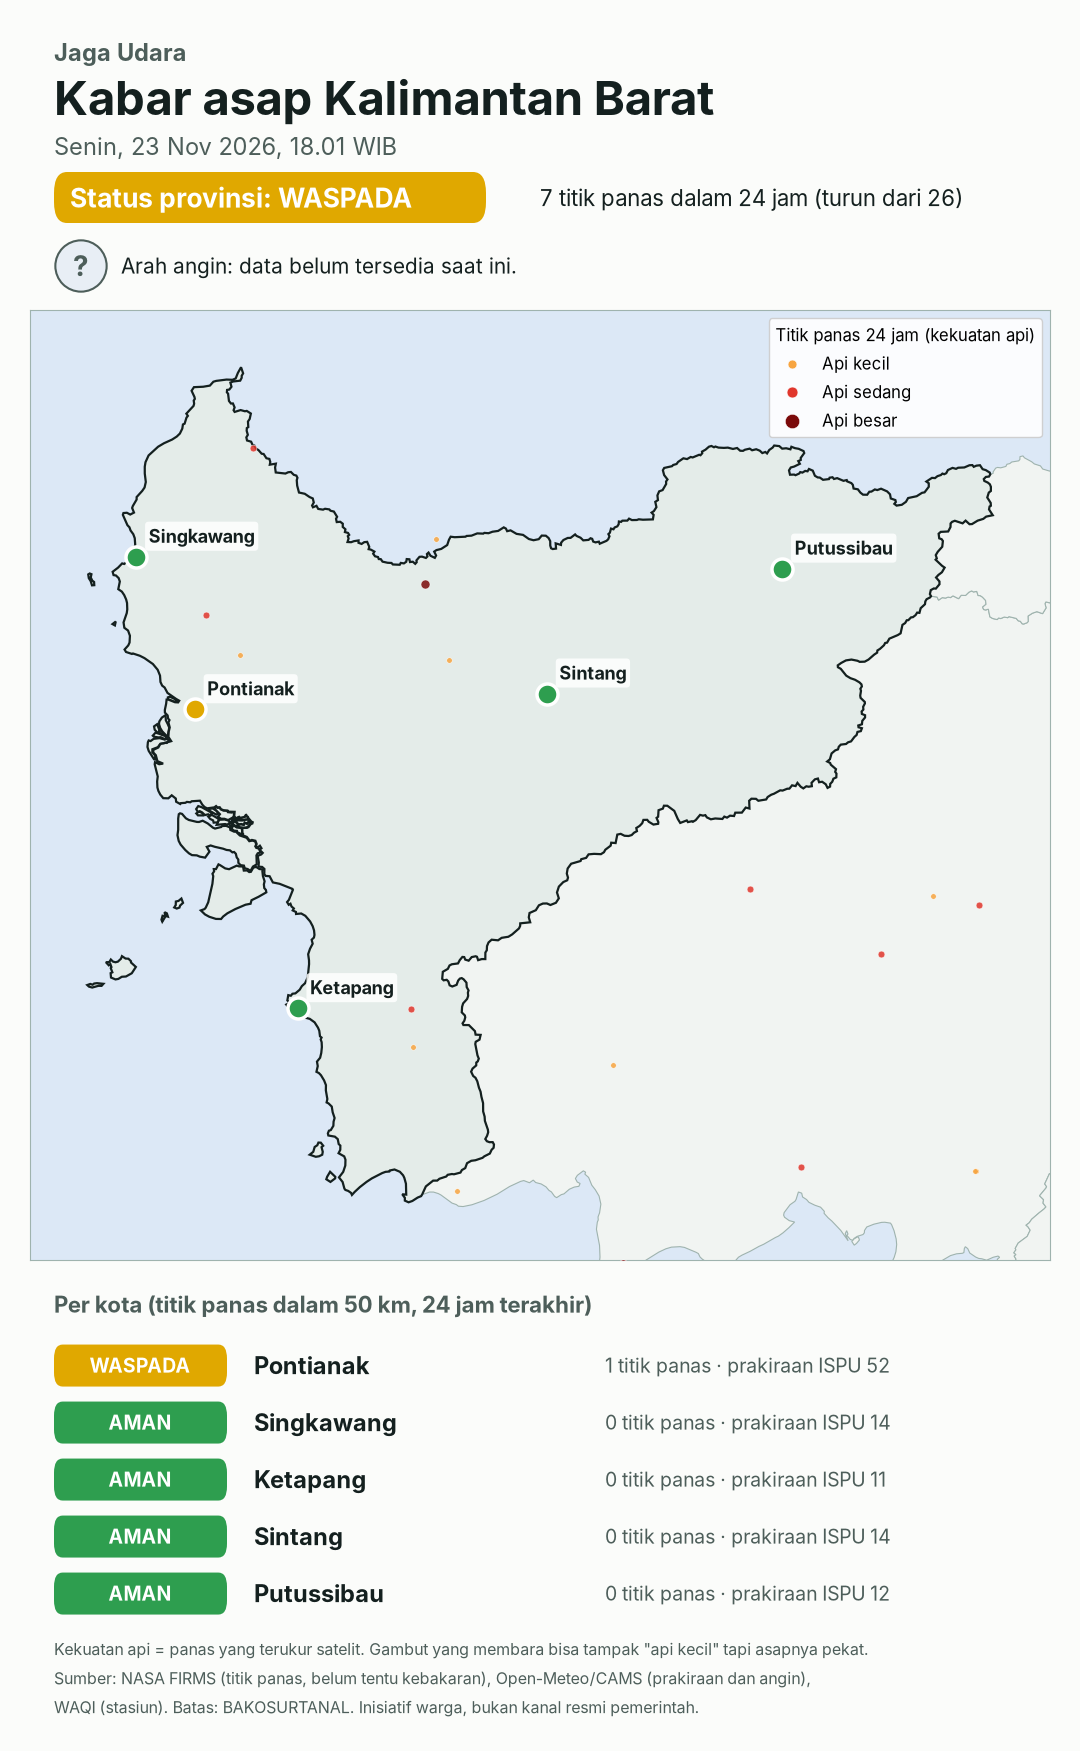 Jaga Udara
Kabar asap Kalimantan Barat
Senin, 23 Nov 2026, 18.01 WIB
Status provinsi: WASPADA
7 titik panas dalam 24 jam (turun dari 26)
?
Arah angin: data belum tersedia saat ini.
Titik panas 24 jam (kekuatan api)
Api kecil
Api sedang
Api besar
Singkawang
Putussibau
Sintang
Pontianak
Ketapang
Per kota (titik panas dalam 50 km, 24 jam terakhir)
WASPADA Pontianak 1 titik panas · prakiraan ISPU 52
AMAN Singkawang 0 titik panas · prakiraan ISPU 14
AMAN Ketapang 0 titik panas · prakiraan ISPU 11
AMAN Sintang 0 titik panas · prakiraan ISPU 14
AMAN Putussibau 0 titik panas · prakiraan ISPU 12
Kekuatan api = panas yang terukur satelit. Gambut yang membara bisa tampak "api kecil" tapi asapnya pekat.
Sumber: NASA FIRMS (titik panas, belum tentu kebakaran), Open-Meteo/CAMS (prakiraan dan angin),
WAQI (stasiun). Batas: BAKOSURTANAL. Inisiatif warga, bukan kanal resmi pemerintah.